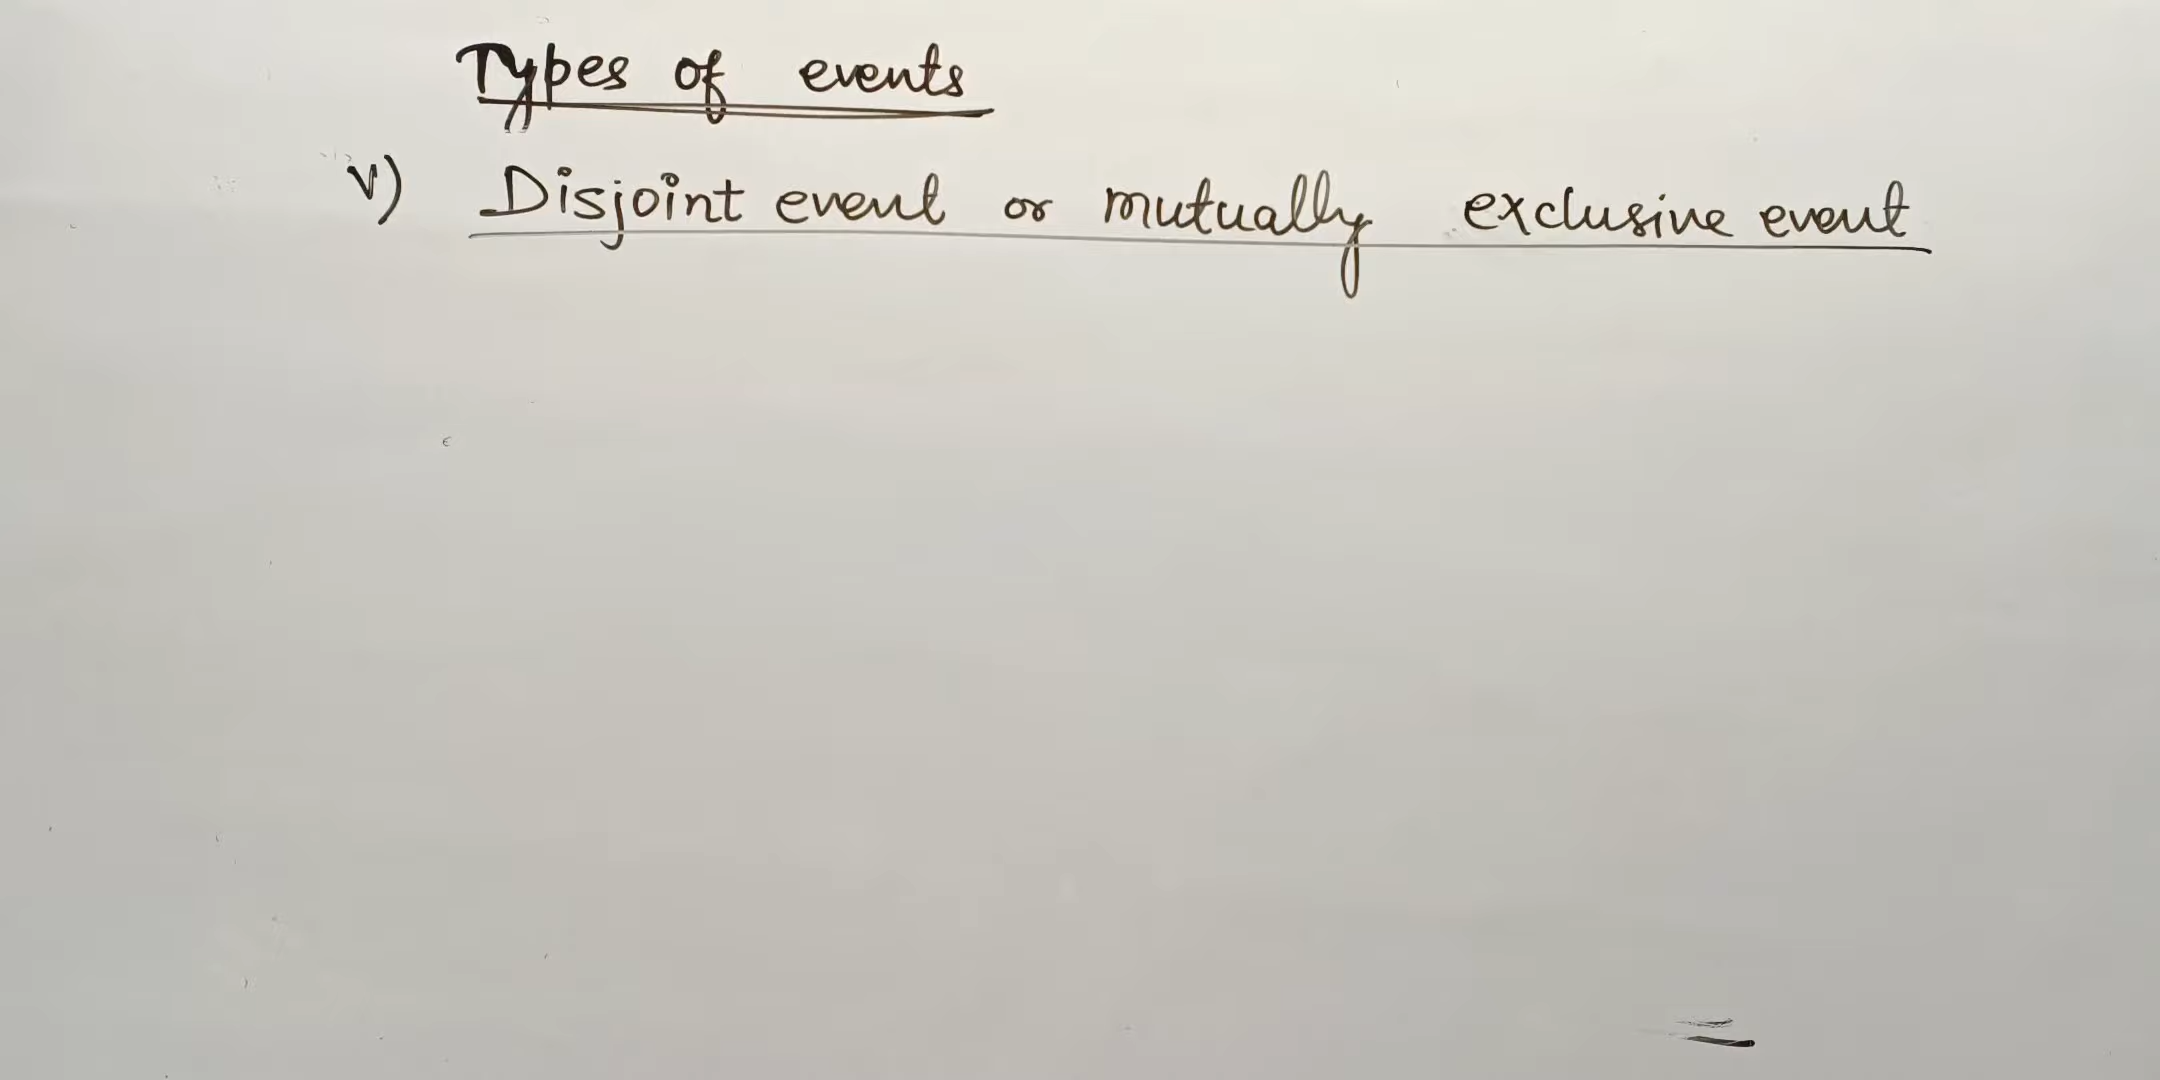 Types of events
v) Disjoint event or mutually exclusive event